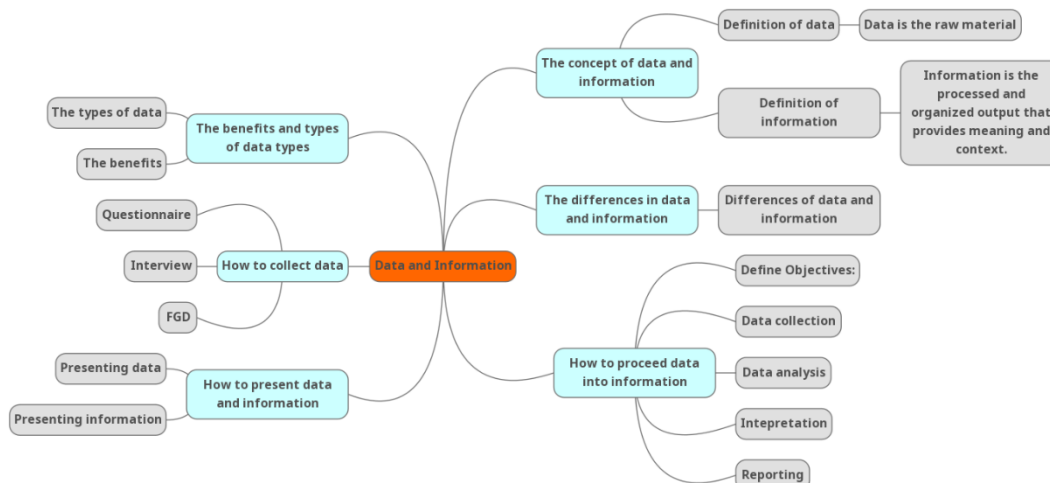 Definition of data
Data is the raw material
The concept of data and
information
Definition of
information
Information is the
processed and
organized output that
provides meaning and
context.
The types of data
The benefits and types
of data types
The benefits
The differences in data
and information
Differences of data and
information
Questionnaire
Interview
How to collect data
Data and Information
FGD
Define Objectives:
Data collection
How to proceed data
into information
Data analysis
Intepretation
Reporting
Presenting data
How to present data
and information
Presenting information